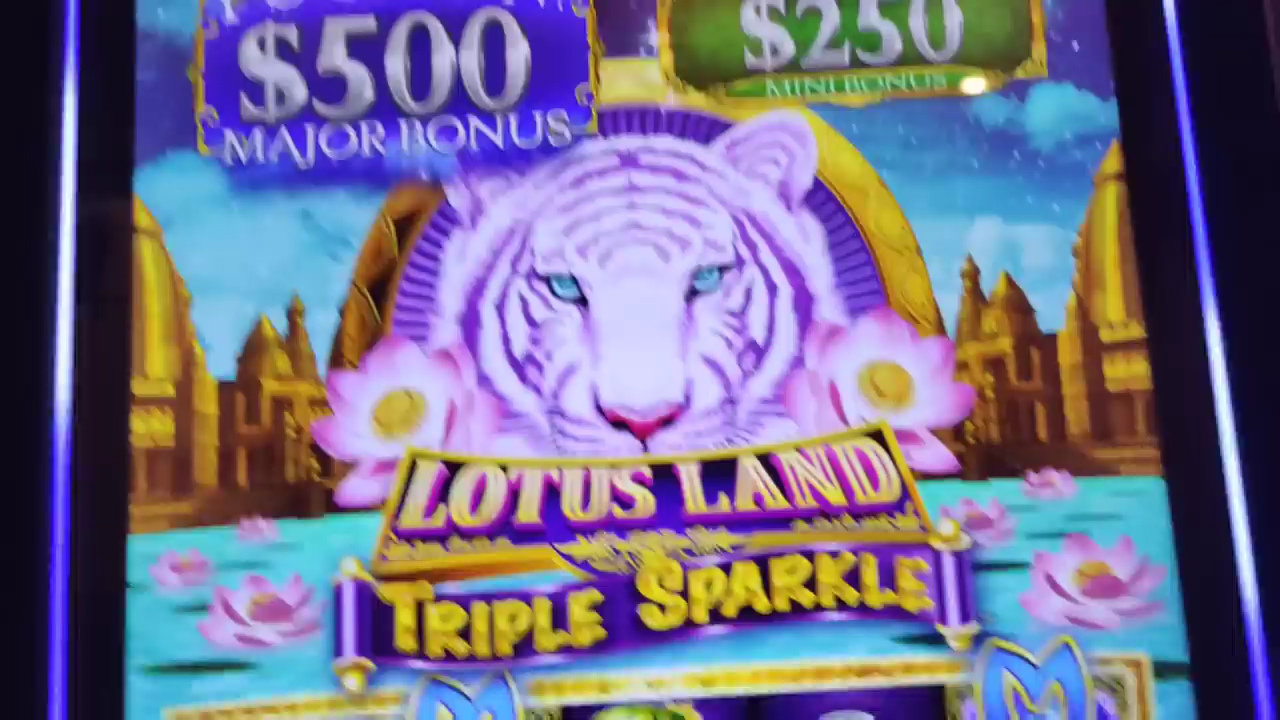 $500
MAJOR BONUS
$250
MINI BONUS
LOTUS LAND
TRIPLE SPARKLE
M
M